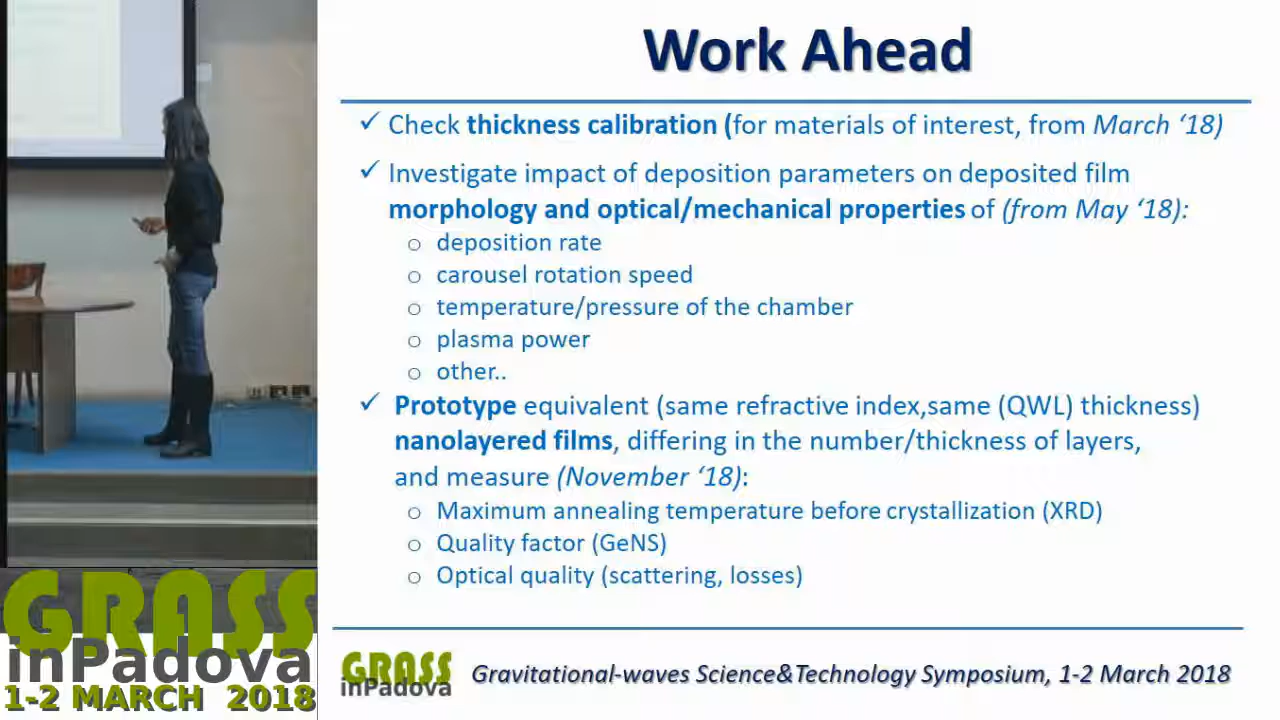 Work Ahead
✓ Check thickness calibration (for materials of interest, from March ‘18)
✓ Investigate impact of deposition parameters on deposited film
morphology and optical/mechanical properties of (from May ‘18):
o deposition rate
o carousel rotation speed
o temperature/pressure of the chamber
o plasma power
o other..
✓ Prototype equivalent (same refractive index,same (QWL) thickness)
nanolayered films, differing in the number/thickness of layers,
and measure (November ‘18):
o Maximum annealing temperature before crystallization (XRD)
o Quality factor (GeNS)
o Optical quality (scattering, losses)
GRASS
inPadova
Gravitational-waves Science&Technology Symposium, 1-2 March 2018
GRASS
inPadova
1-2 MARCH 2018